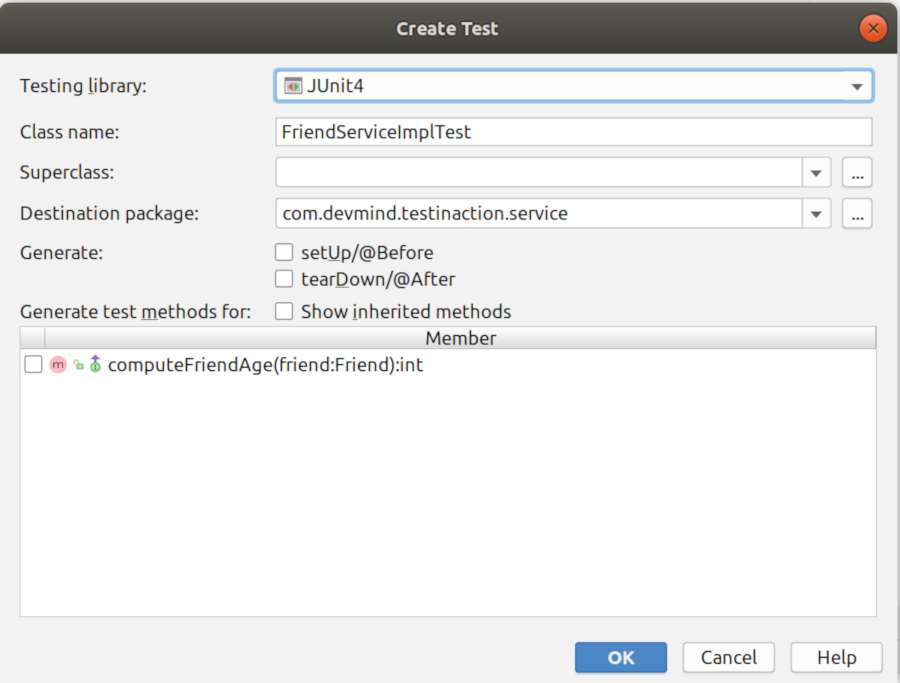 Create Test
Testing library: JUnit4
Class name: FriendServiceImplTest
Superclass: ...
Destination package: com.devmind.testinaction.service ...
Generate: setUp/@Before
tearDown/@After
Generate test methods for: Show inherited methods
Member
m computeFriendAge(friend:Friend):int
OK Cancel Help